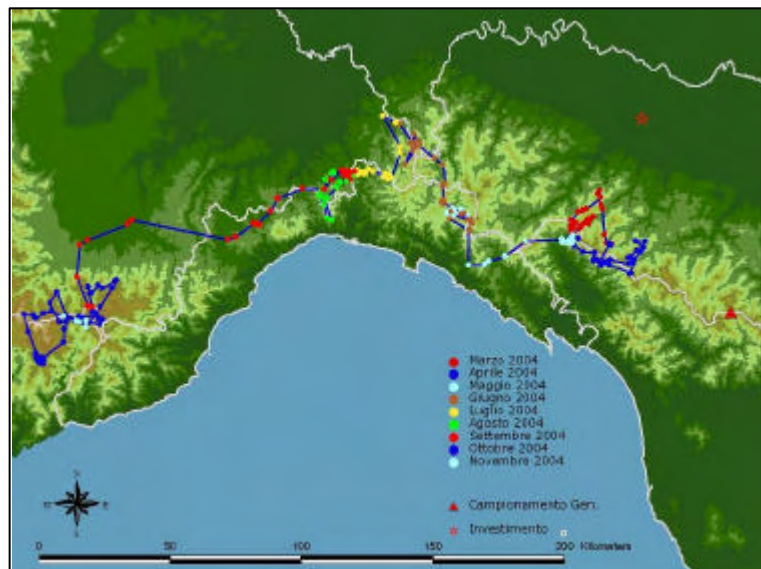 Marzo 2004
Aprile 2004
Maggio 2004
Giugno 2004
Luglio 2004
Agosto 2004
Settembre 2004
Ottobre 2004
Novembre 2004
Campionamento Gen.
Investimento
0 50 100 150 200 Kilometers